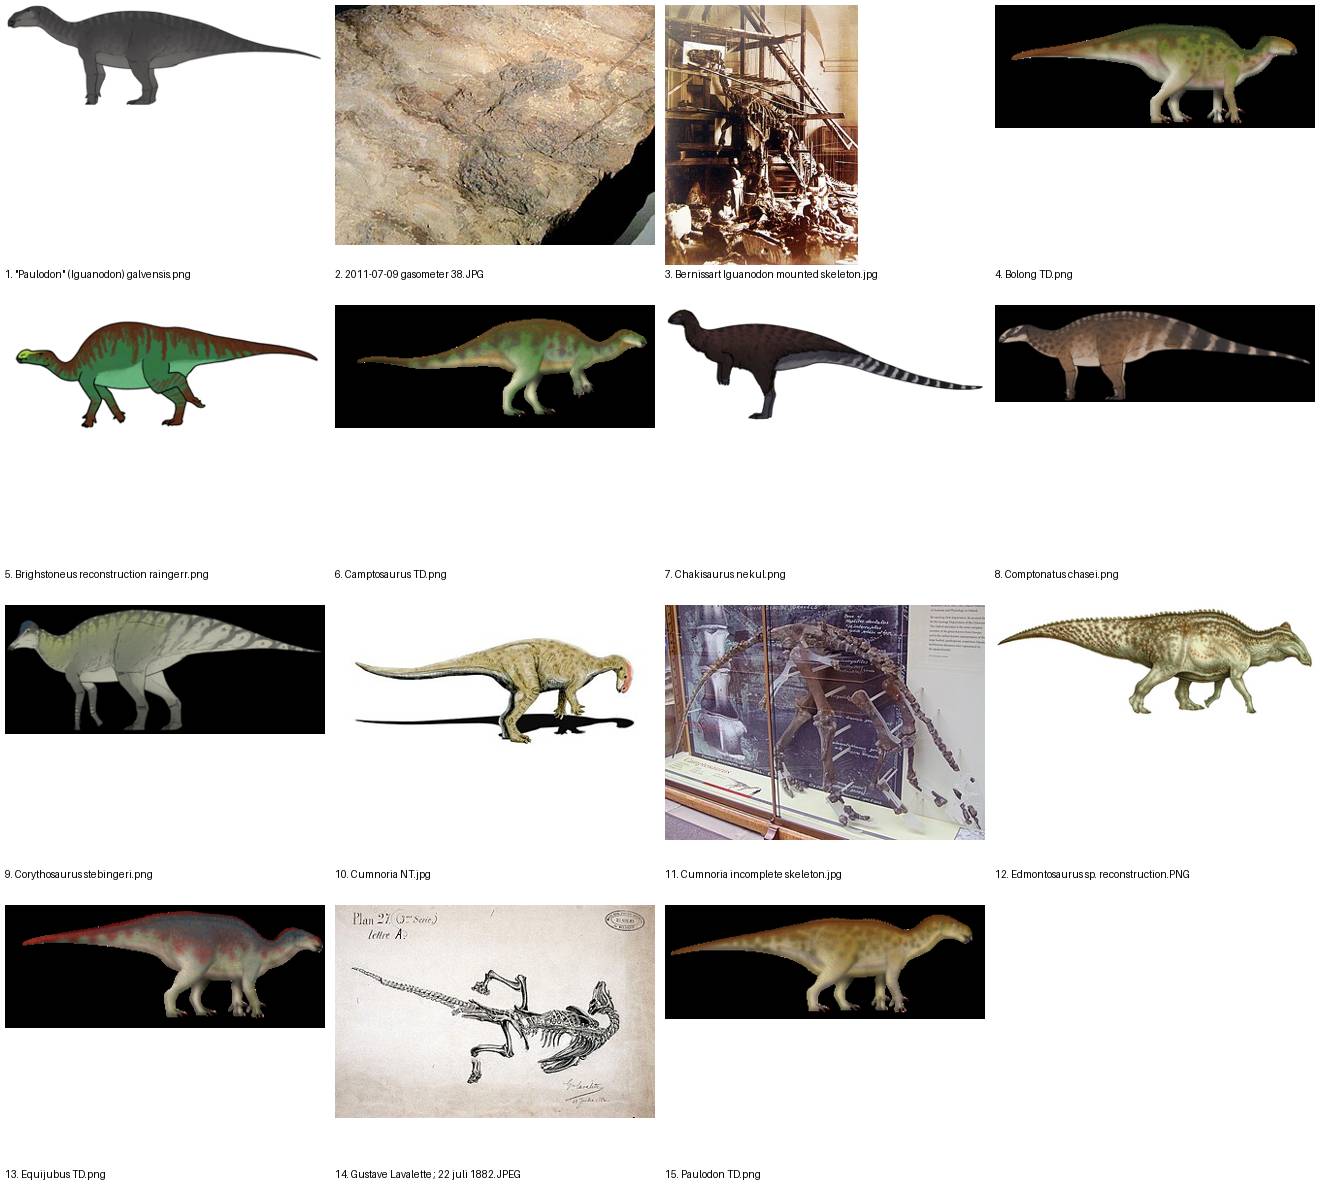 1. "Paulodon" (Iguanodon) galvensis.png
2. 2011-07-09 gasometer 38.JPG
3. Bernissart Iguanodon mounted skeleton.jpg
4. Bolong TD.png
5. Brighstoneus reconstruction raingerr.png
6. Camptosaurus TD.png
7. Chakisaurus nekul.png
8. Comptonatus chasei.png
Camptosaurus
9. Corythosaurus stebingeri.png
10. Cumnoria NT.jpg
11. Cumnoria incomplete skeleton.jpg
12. Edmontosaurus sp. reconstruction.PNG
Plan 27. (3me Serie)
lettre A?
13. Equijubus TD.png
14. Gustave Lavalette ; 22 juli 1882.JPEG
15. Paulodon TD.png